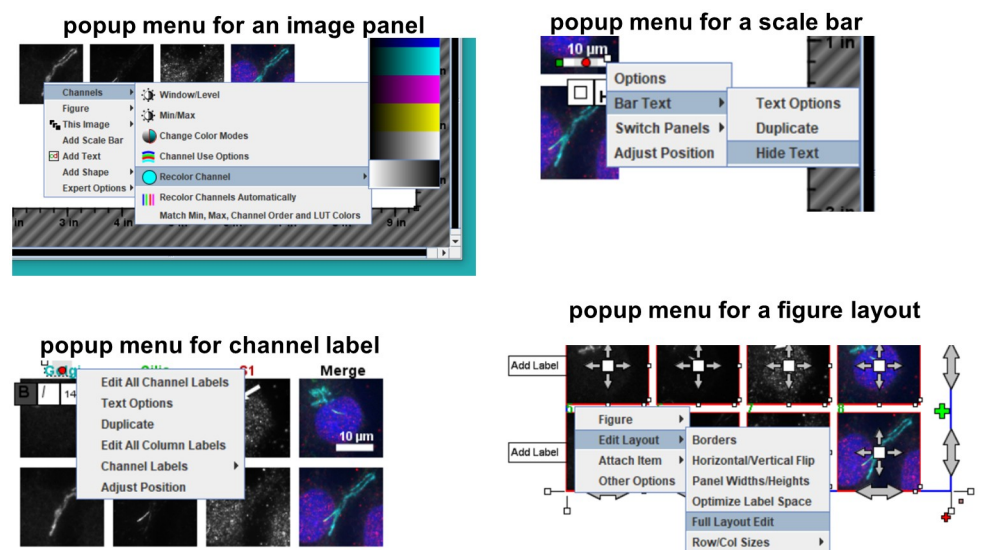 popup menu for an image panel
Channels
Figure
This Image
Add Scale Bar
Add Text
Add Shape
Expert Options
Window/Level
Min/Max
Change Color Modes
Channel Use Options
Recolor Channel
Recolor Channels Automatically
Match Min, Max, Channel Order and LUT Colors
in
3 in
4 in
9 in
popup menu for a scale bar
10 µm
1 in
Options
Bar Text
Switch Panels
Adjust Position
Text Options
Duplicate
Hide Text
popup menu for channel label
S1
Merge
B
I
14
10 µm
Edit All Channel Labels
Text Options
Duplicate
Edit All Column Labels
Channel Labels
Adjust Position
popup menu for a figure layout
Add Label
Add Label
7
8
Figure
Edit Layout
Attach Item
Other Options
Borders
Horizontal/Vertical Flip
Panel Widths/Heights
Optimize Label Space
Full Layout Edit
Row/Col Sizes